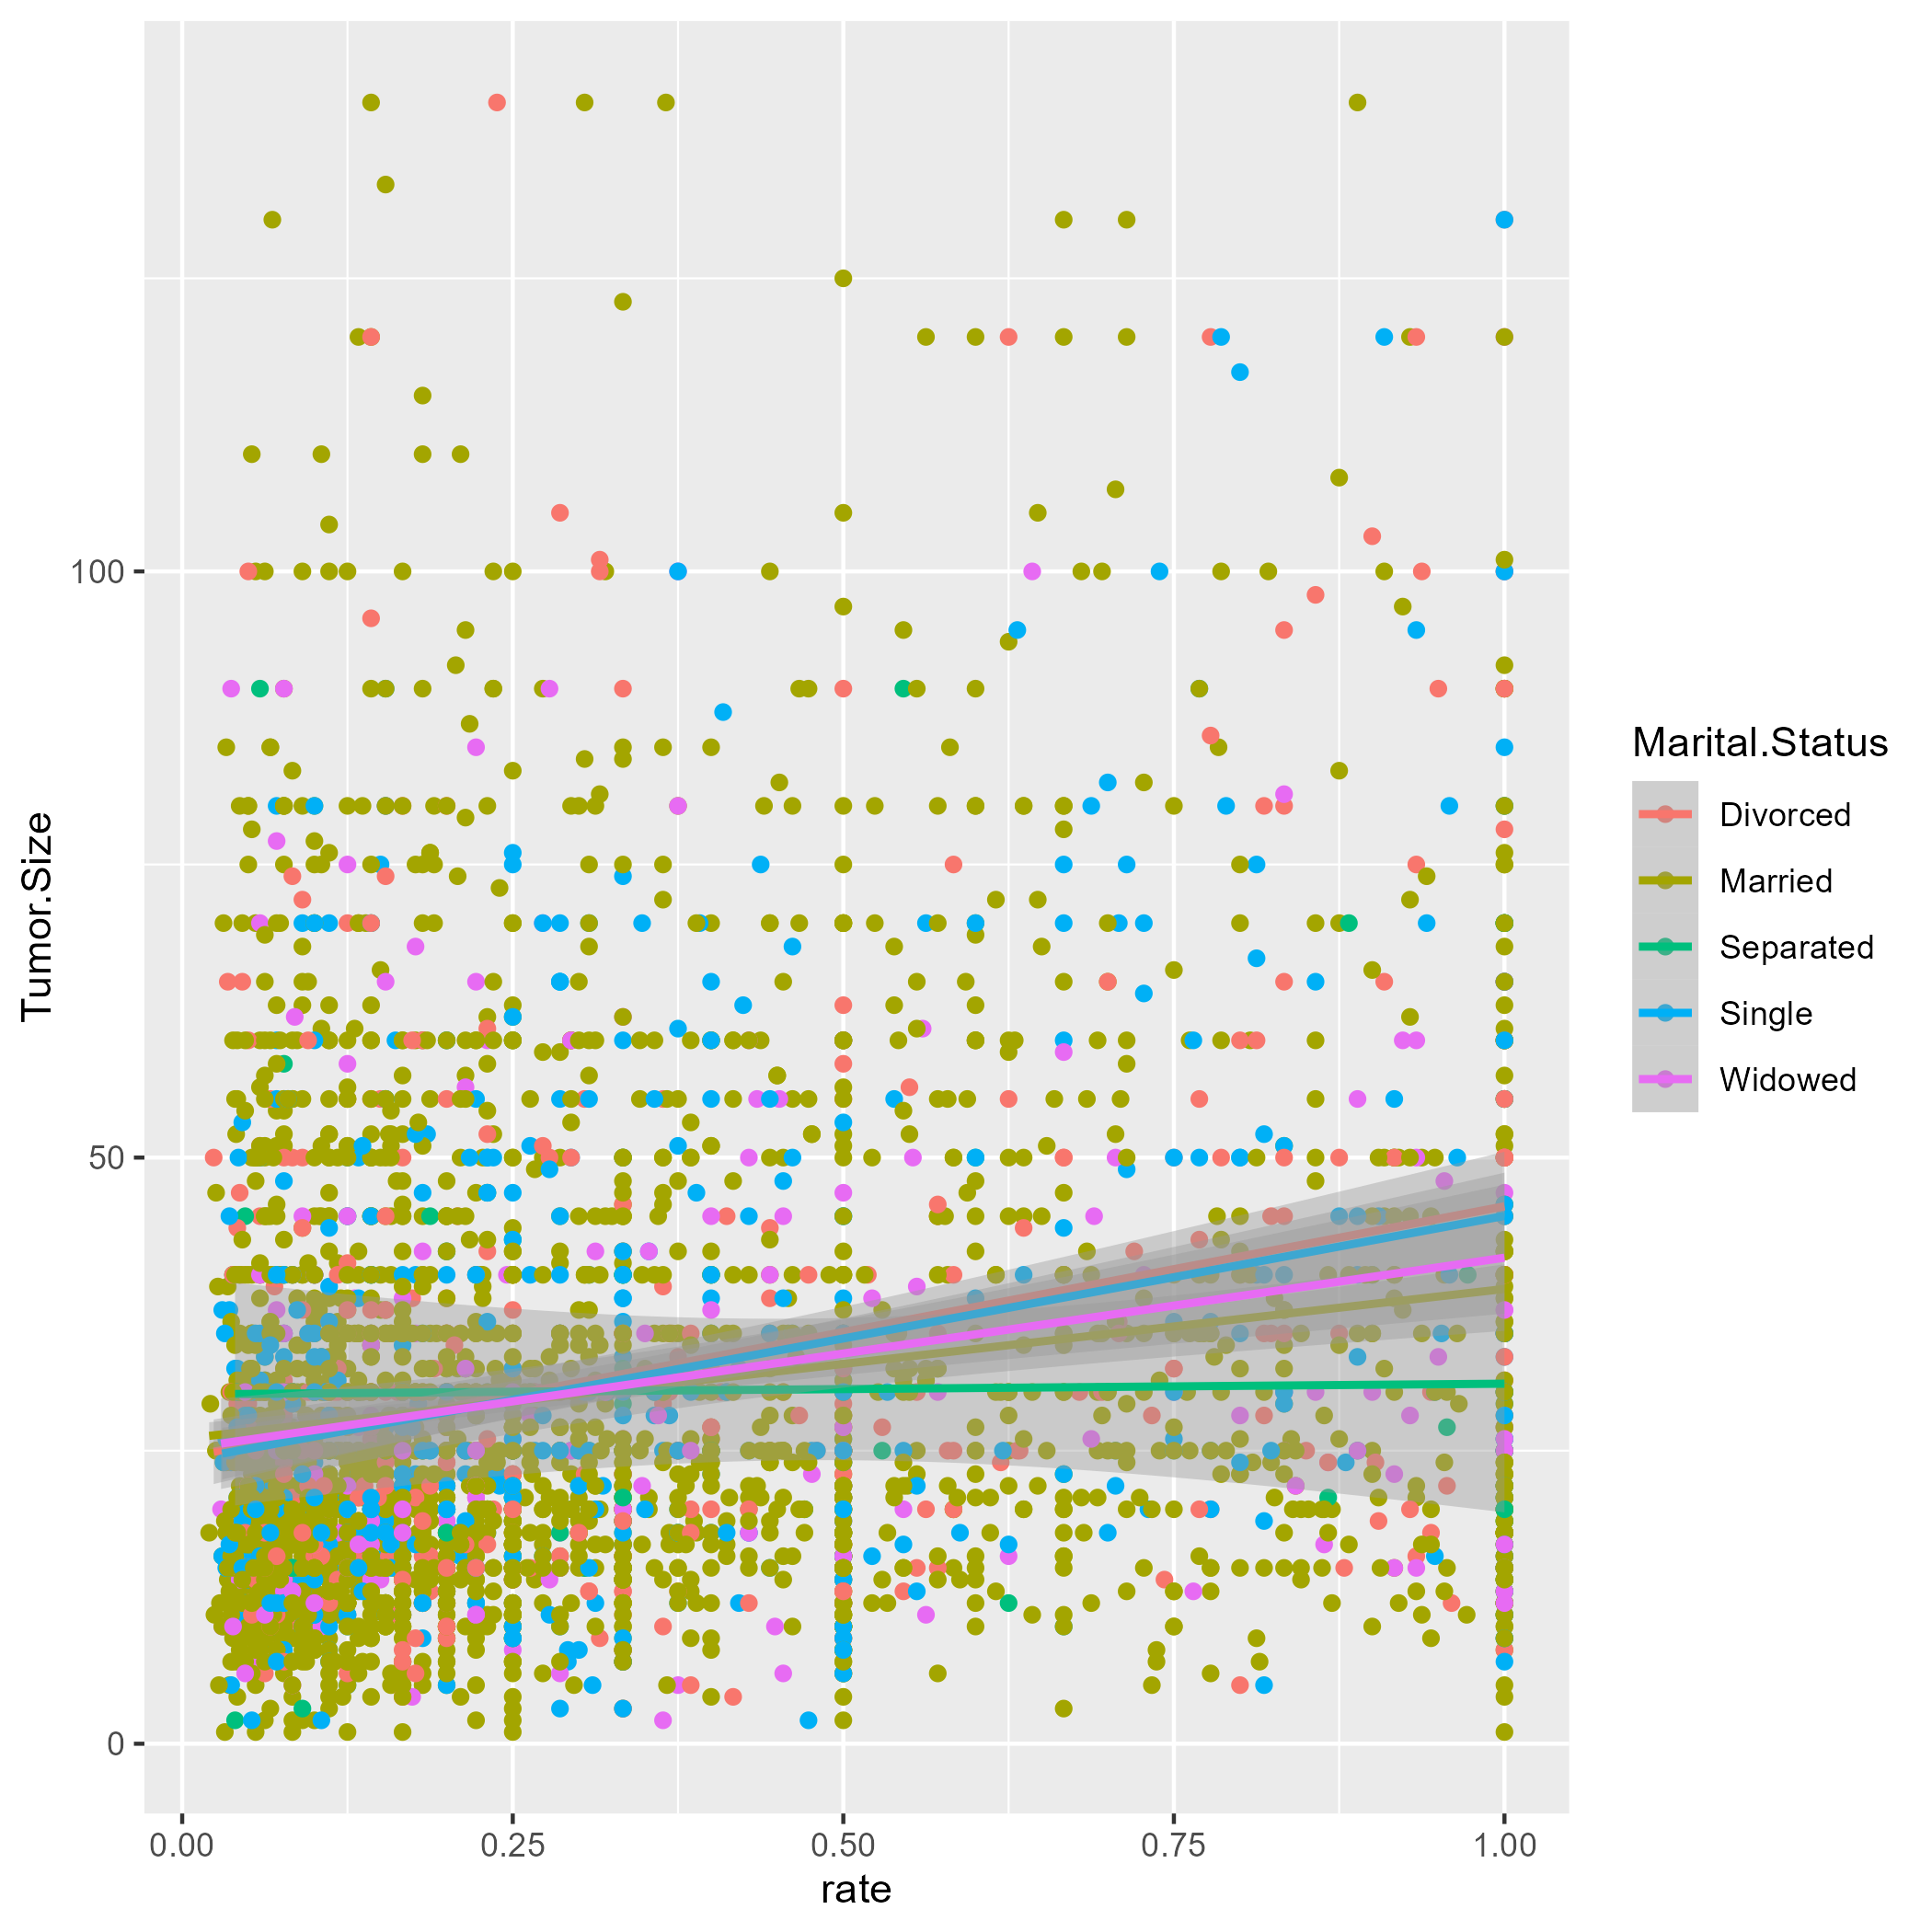 Tumor.Size
100
50
0
0.00
0.25
0.50
0.75
1.00
rate
Marital.Status
Divorced
Married
Separated
Single
Widowed